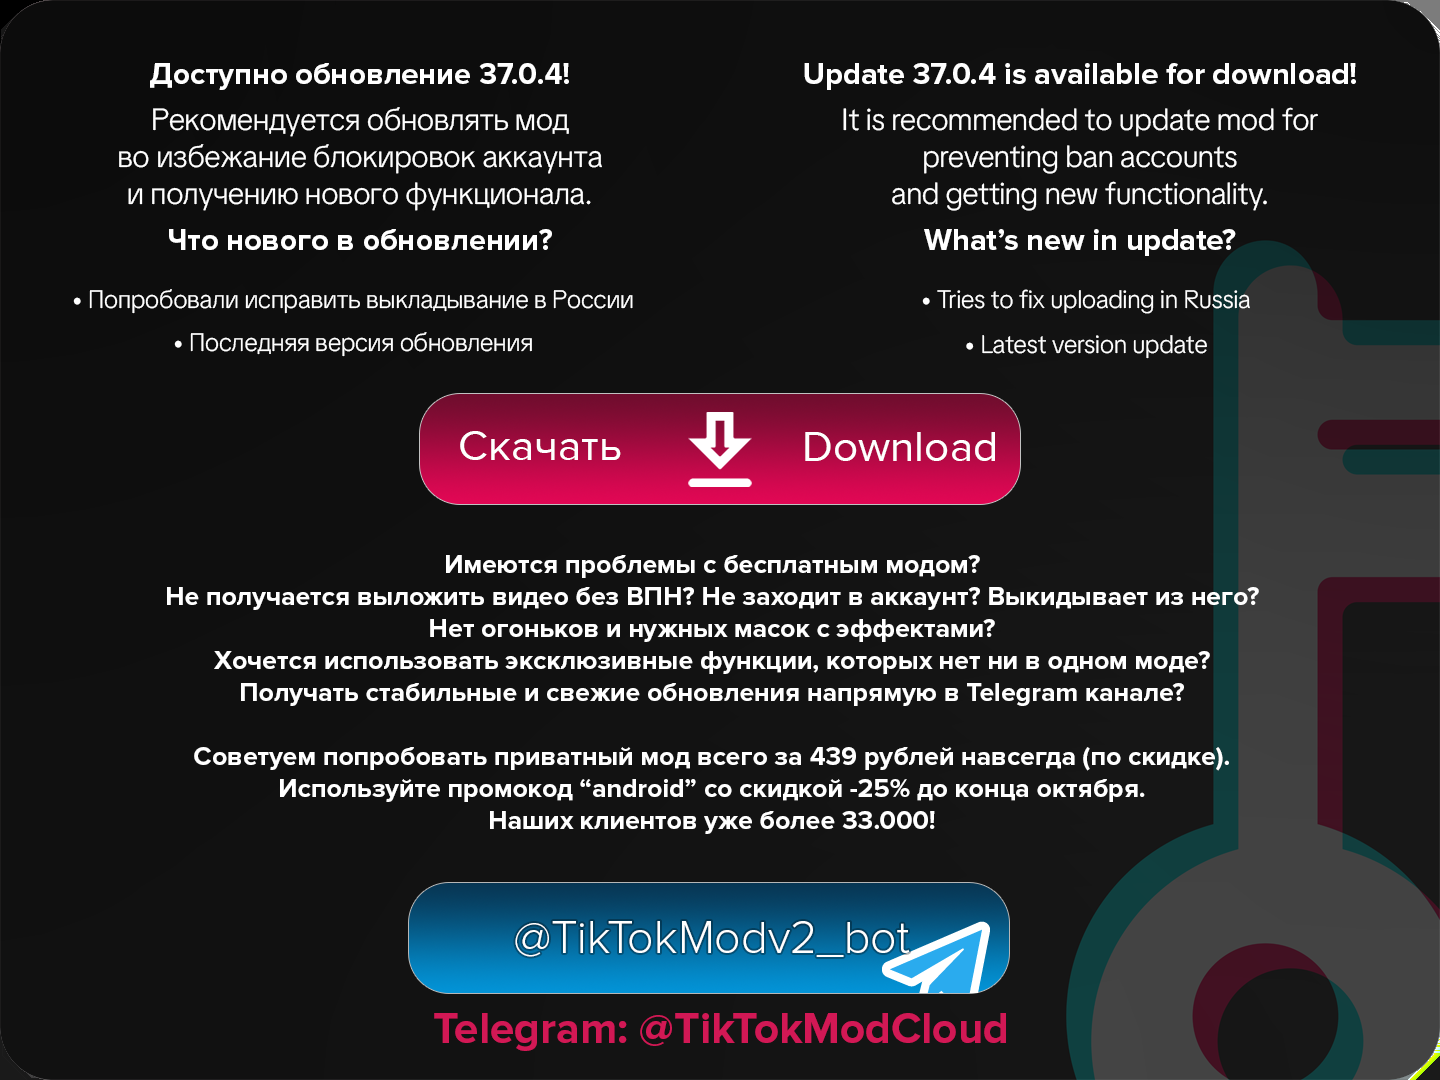 Доступно обновление 37.0.4!
Рекомендуется обновлять мод
во избежание блокировок аккаунта
и получению нового функционала.
Что нового в обновлении?
• Попробовали исправить выкладывание в России
• Последняя версия обновления
Update 37.0.4 is available for download!
It is recommended to update mod for
preventing ban accounts
and getting new functionality.
What's new in update?
• Tries to fix uploading in Russia
• Latest version update
Скачать Download
Имеются проблемы с бесплатным модом?
Не получается выложить видео без ВПН? Не заходит в аккаунт? Выкидывает из него?
Нет огоньков и нужных масок с эффектами?
Хочется использовать эксклюзивные функции, которых нет ни в одном моде?
Получать стабильные и свежие обновления напрямую в Telegram канале?
Советуем попробовать приватный мод всего за 439 рублей навсегда (по скидке).
Используйте промокод “android” со скидкой -25% до конца октября.
Наших клиентов уже более 33.000!
@TikTokModv2_bot
Telegram: @TikTokModCloud